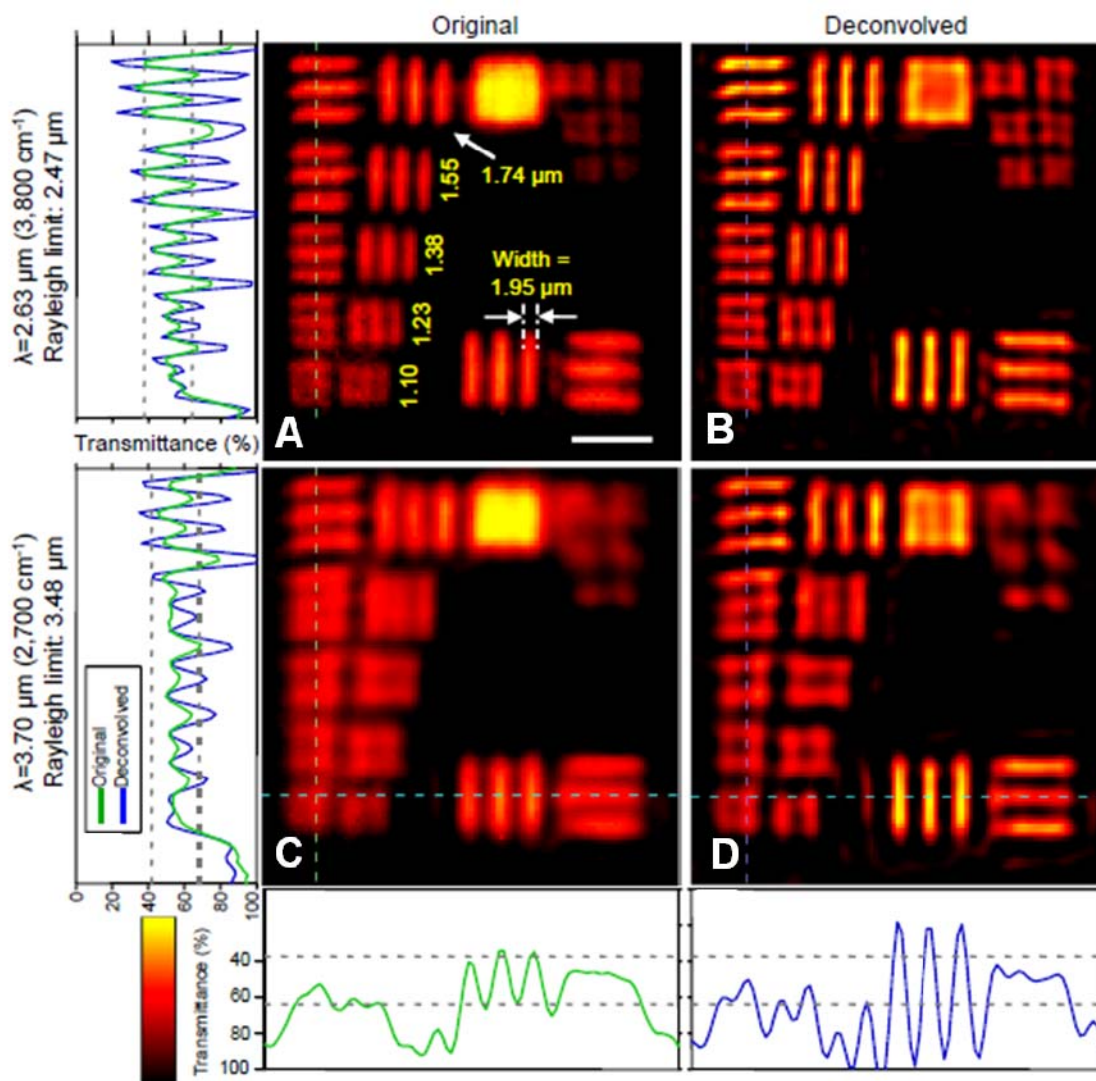 Original
Deconvolved
λ=2.63 μm (3,800 cm⁻¹)
Rayleigh limit: 2.47 μm
1.55
1.74 μm
1.38
Width =
1.95 μm
1.23
1.10
Transmittance (%)
A
B
λ=3.70 μm (2,700 cm⁻¹)
Rayleigh limit: 3.48 μm
Original
Deconvolved
C
D
0
20
40
60
80
100
Transmittance (%)
40
60
80
100